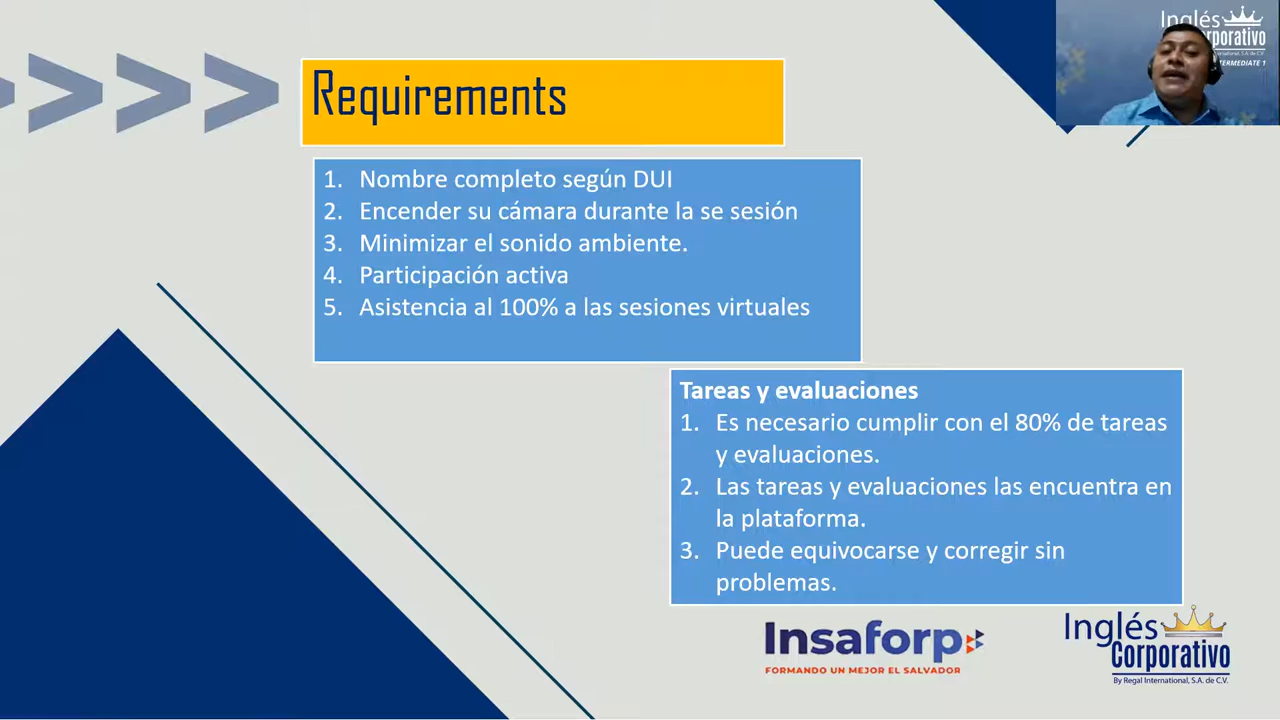 Requirements
1. Nombre completo según DUI
2. Encender su cámara durante la se sesión
3. Minimizar el sonido ambiente.
4. Participación activa
5. Asistencia al 100% a las sesiones virtuales
Tareas y evaluaciones
1. Es necesario cumplir con el 80% de tareas
y evaluaciones.
2. Las tareas y evaluaciones las encuentra en
la plataforma.
3. Puede equivocarse y corregir sin
problemas.
Insaforp
FORMANDO UN MEJOR EL SALVADOR
Inglés
Corporativo
By Regal International, S.A. de C.V.
Inglés